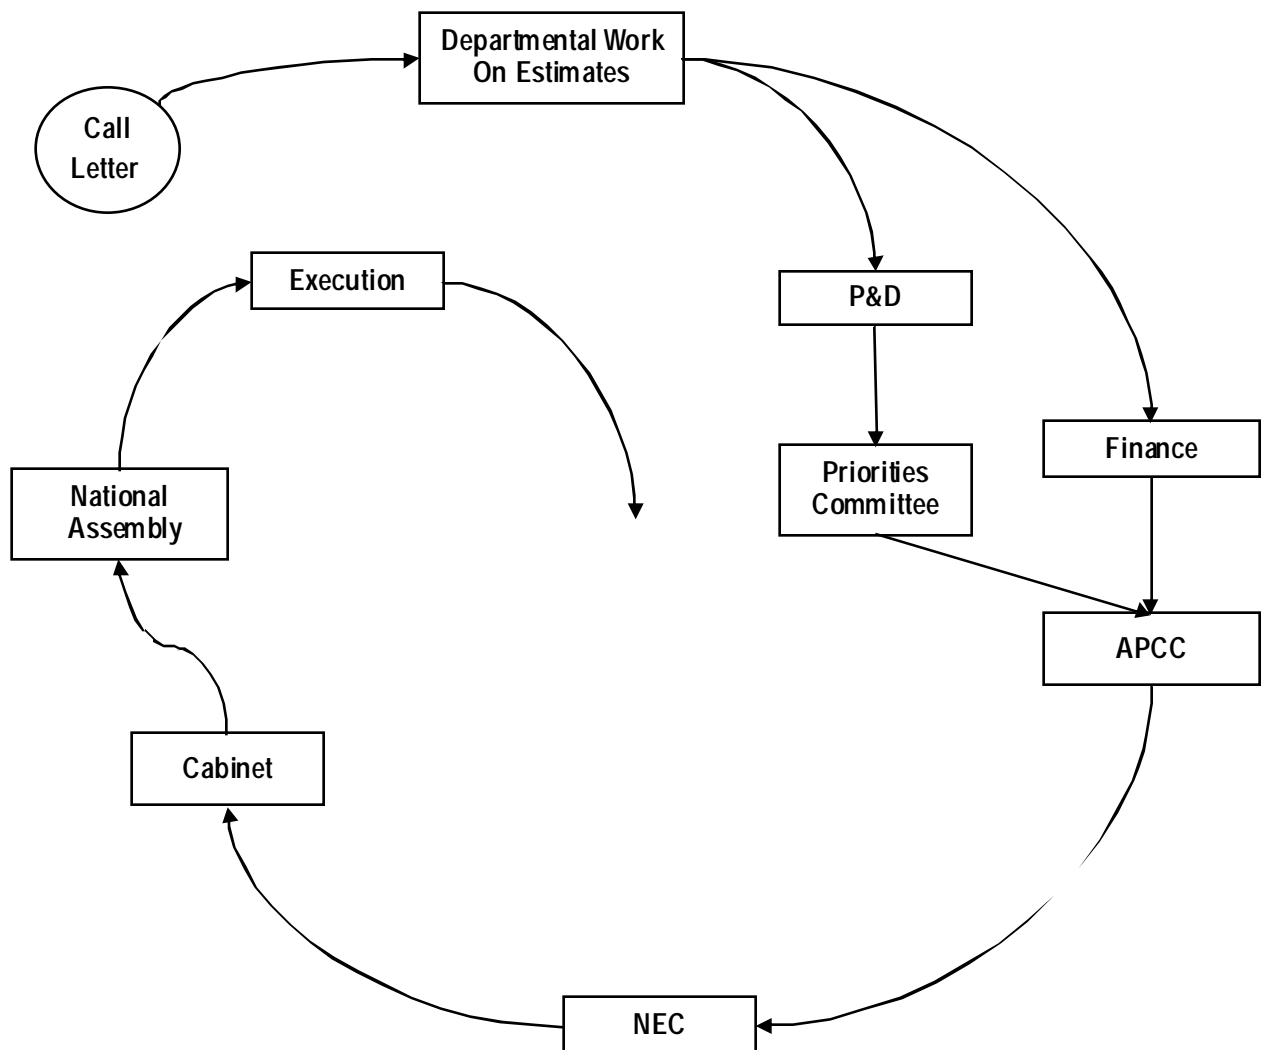 Departmental Work
On Estimates
Call
Letter
Execution
P&D
Finance
Priorities
Committee
National
Assembly
APCC
Cabinet
NEC